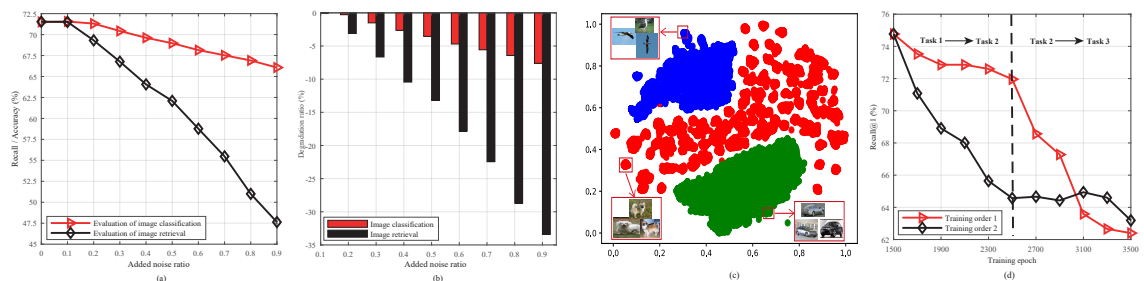 72.5
70
67.5
65
62.5
60
57.5
55
52.5
50
47.5
45
Recall / Accuracy (%)
Evaluation of image classification
Evaluation of image retrieval
0 0.1 0.2 0.3 0.4 0.5 0.6 0.7 0.8 0.9
Added noise ratio
(a)
0
-5
-10
-15
-20
-25
-30
-35
Degradation ratio (%)
Image classification
Image retrieval
0.1 0.2 0.3 0.4 0.5 0.6 0.7 0.8 0.9
Added noise ratio
(b)
1.0
0.8
0.6
0.4
0.2
0.0
0.0 0.2 0.4 0.6 0.8 1.0
(c)
Task 1 Task 2 Task 2 Task 3
76
74
72
70
68
66
64
62
Recall@1 (%)
Training order 1
Training order 2
1500 1900 2300 2700 3100 3500
Training epoch
(d)